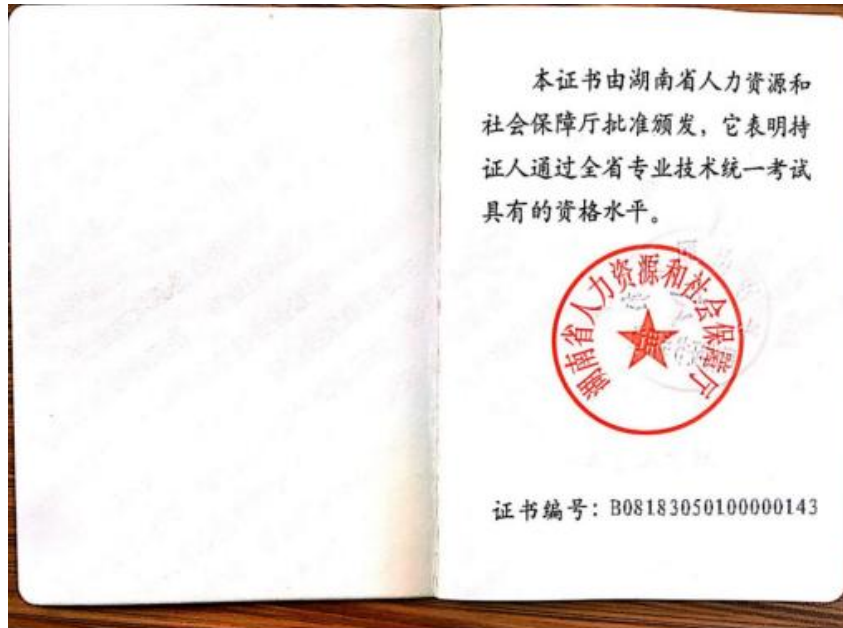 本证书由湖南省人力资源和
社会保障厅批准颁发，它表明持
证人通过全省专业技术统一考试
具有的资格水平。
湖南省人力资源和社会保障厅
证书编号：B08183050100000143